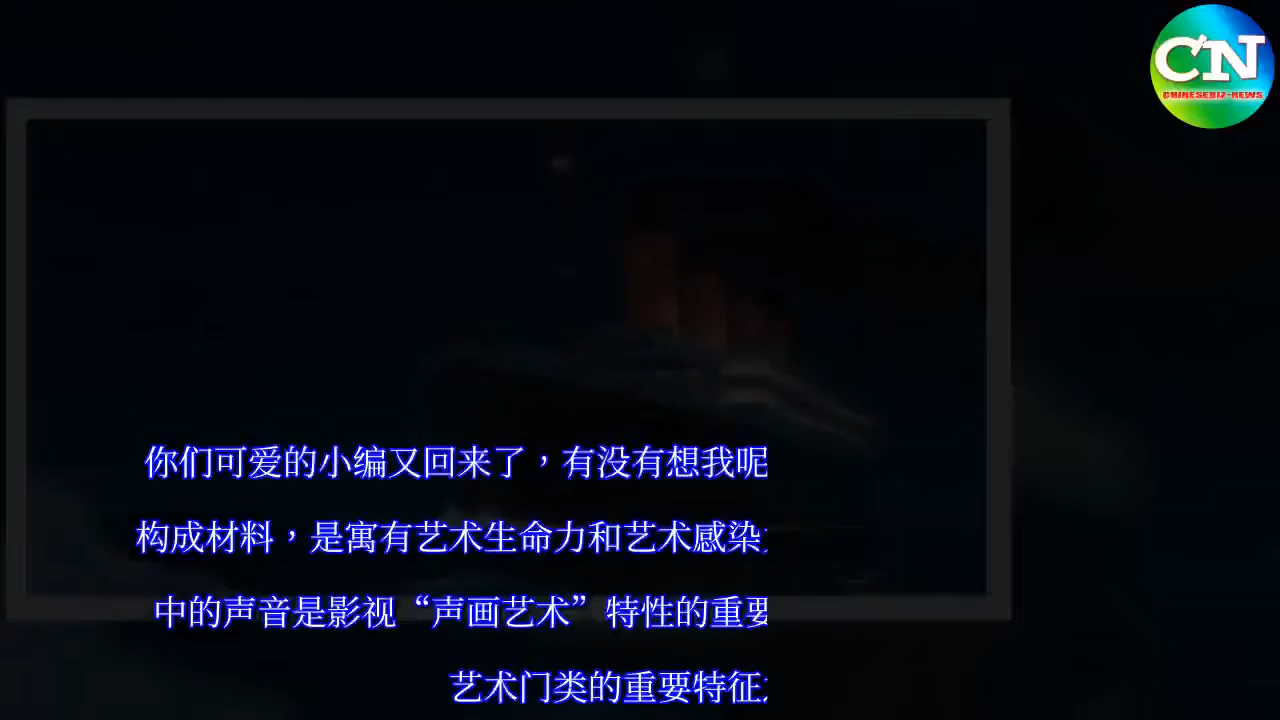 CN
CHINESEBIZ-NEWS
你们可爱的小编又回来了，有没有想我呢
构成材料，是寓有艺术生命力和艺术感染
中的声音是影视“声画艺术”特性的重要
艺术门类的重要特征